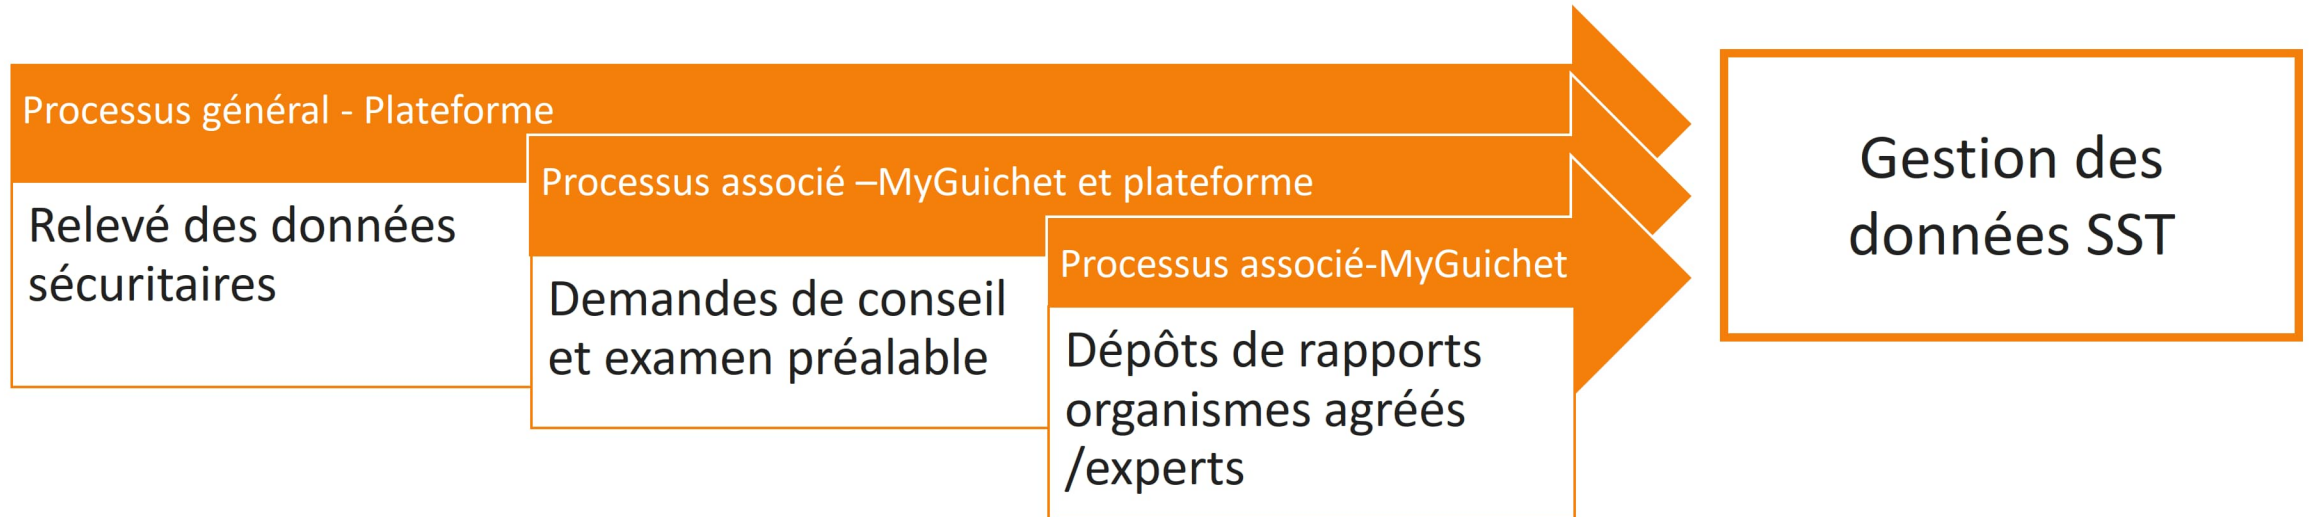 Processus général - Plateforme
Relevé des données
sécuritaires
Processus associé –MyGuichet et plateforme
Demandes de conseil
et examen préalable
Processus associé-MyGuichet
Dépôts de rapports
organismes agréés
/experts
Gestion des
données SST